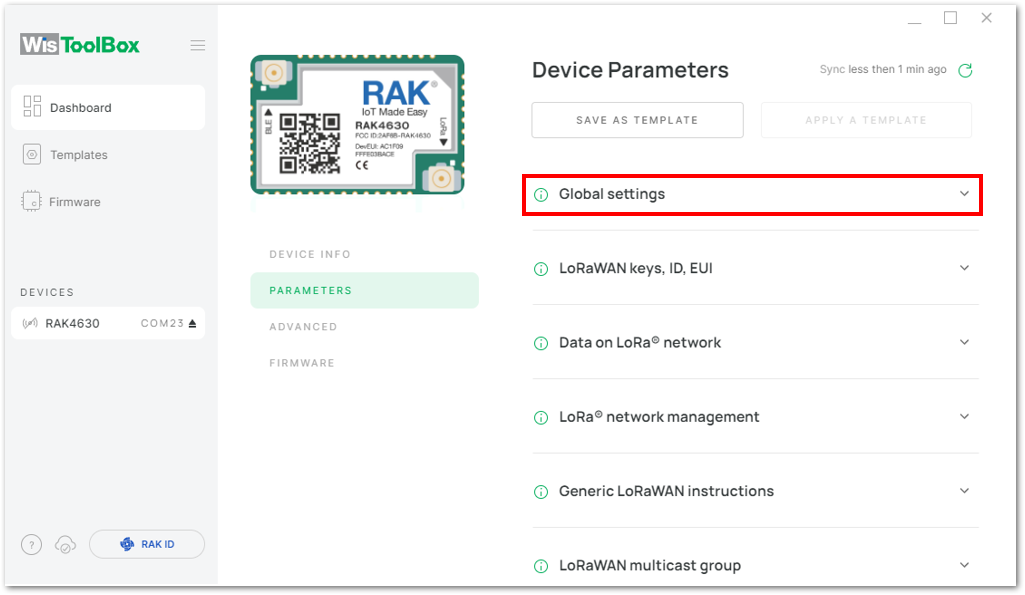 WisToolBox
Dashboard
Templates
Firmware
DEVICES
RAK4630 COM23
?
RAK ID
RAK®
IoT Made Easy
RAK4630
FCC ID:2AF6B-RAK4630
DevEUI: AC1F09
FFFE03BACE
CE
BLE
LoRa
DEVICE INFO
PARAMETERS
ADVANCED
FIRMWARE
Device Parameters
Sync less then 1 min ago
SAVE AS TEMPLATE
APPLY A TEMPLATE
Global settings
LoRaWAN keys, ID, EUI
Data on LoRa® network
LoRa® network management
Generic LoRaWAN instructions
LoRaWAN multicast group